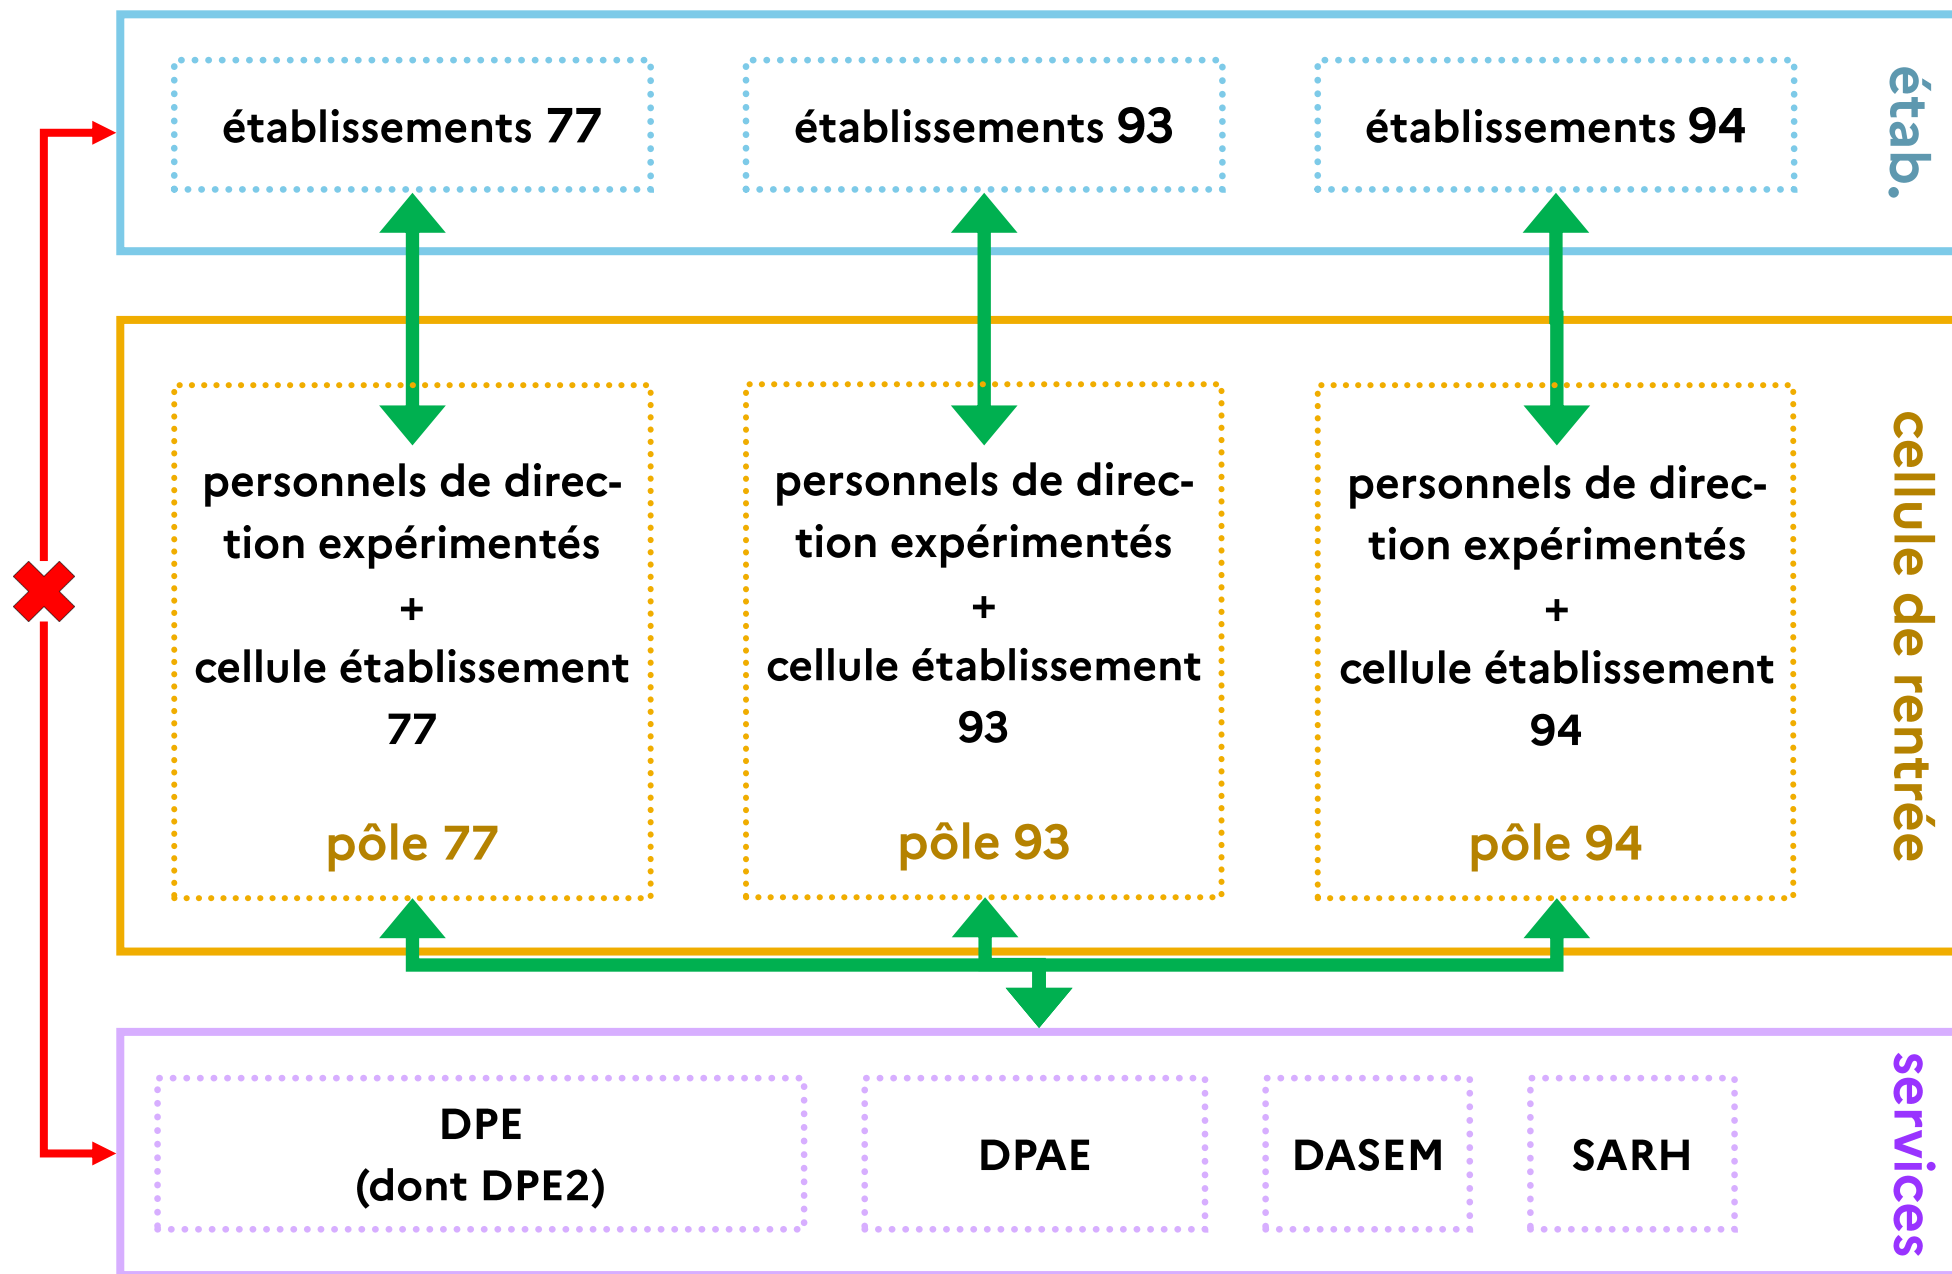 établissements 77
établissements 93
établissements 94
étab.
personnels de direc-
tion expérimentés
+
cellule établissement
77
pôle 77
personnels de direc-
tion expérimentés
+
cellule établissement
93
pôle 93
personnels de direc-
tion expérimentés
+
cellule établissement
94
pôle 94
cellule de rentrée
DPE
(dont DPE2)
DPAE
DASEM
SARH
services